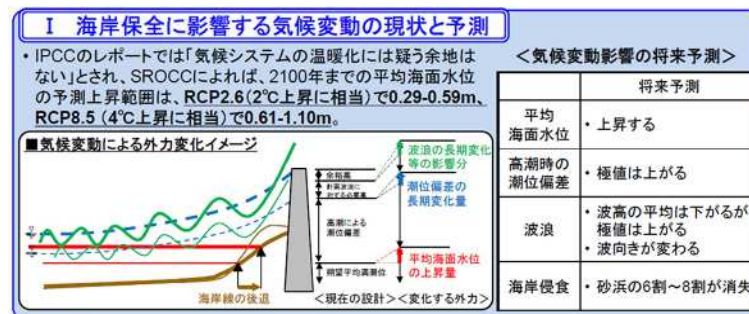 Ⅰ 海岸保全に影響する気候変動の現状と予測
・IPCCのレポートでは「気候システムの温暖化には疑う余地は
ない」とされ、SROCCによれば、2100年までの平均海面水位
の予測上昇範囲は、RCP2.6(2℃上昇に相当)で0.29-0.59m、
RCP8.5 (4℃上昇に相当)で0.61-1.10m。
■気候変動による外力変化イメージ
余裕高
計画波浪に
対する必要高
高潮による
潮位偏差
朔望平均満潮位
波浪の長期変化
等の影響分
潮位偏差の
長期変化量
平均海面水位
の上昇量
海岸線の後退
<現在の設計>
<変化する外力>
<気候変動影響の将来予測>
将来予測
平均
海面水位
・上昇する
高潮時の
潮位偏差
・極値は上がる
波浪
・波高の平均は下がるが
極値は上がる
・波向きが変わる
海岸侵食
・砂浜の6割～8割が消失